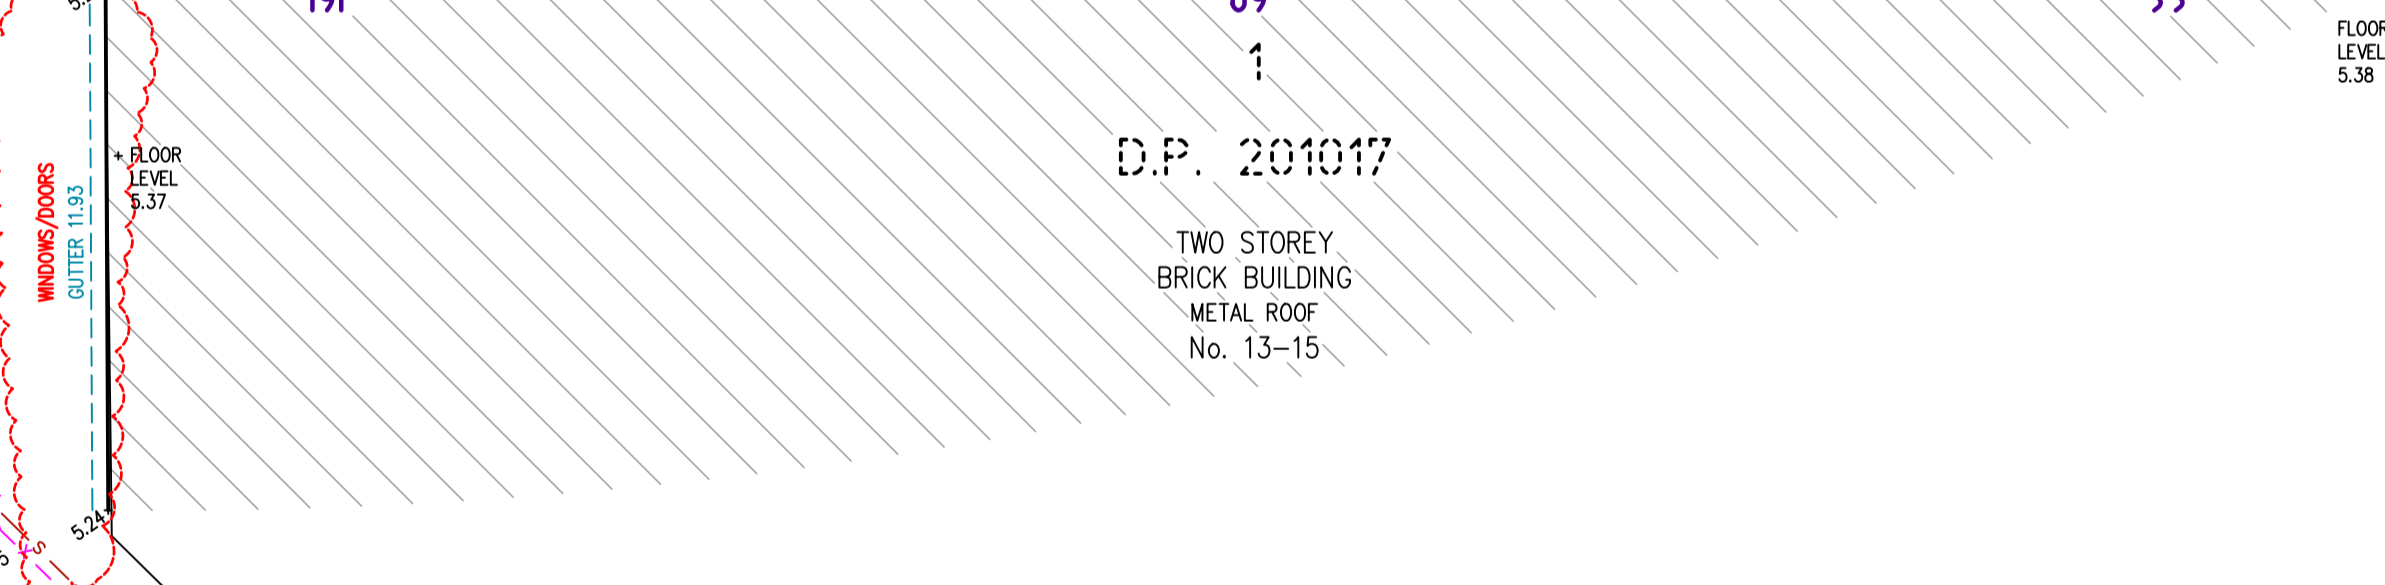 1
D.P. 201017
TWO STOREY
BRICK BUILDING
METAL ROOF
No. 13-15
+ FLOOR
LEVEL
5.37
FLOOR
LEVEL
5.38
WINDOWS/DOORS
GUTTER 11.93
5.24
S